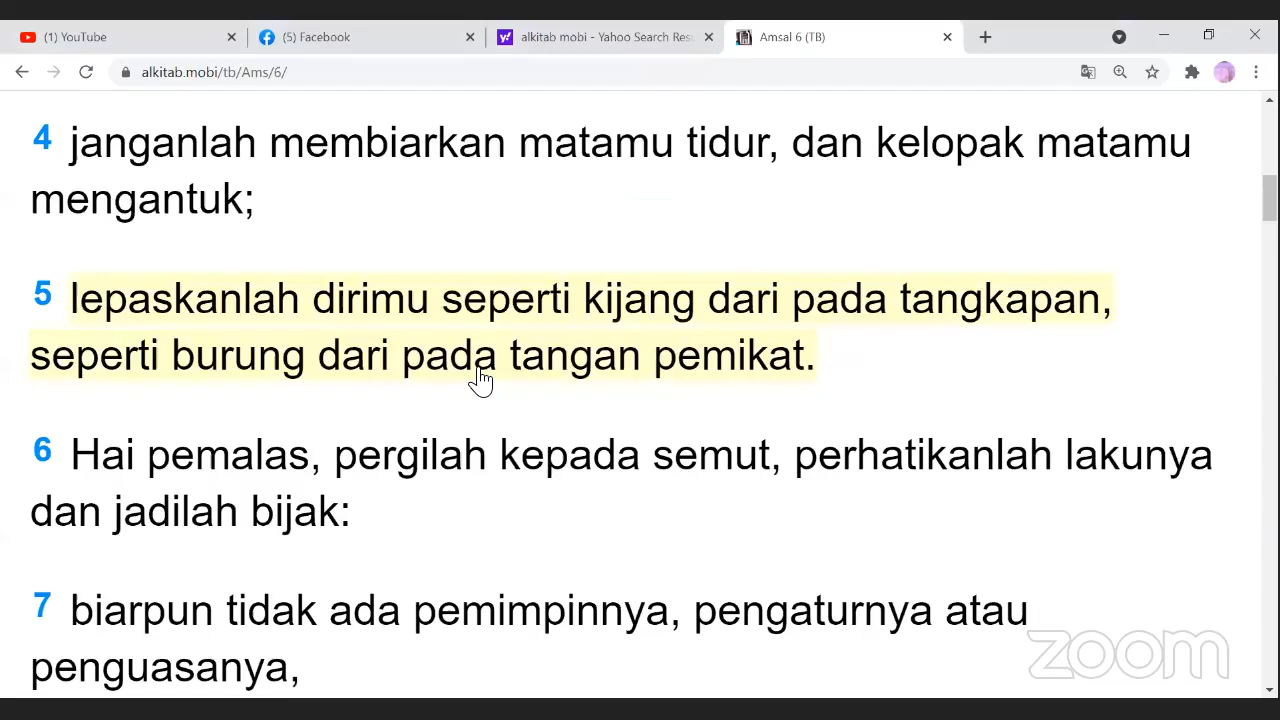 (1) YouTube
(5) Facebook
alkitab mobi - Yahoo Search Resu
Amsal 6 (TB)
alkitab.mobi/tb/Ams/6/
4 janganlah membiarkan matamu tidur, dan kelopak matamu
mengantuk;
5 lepaskanlah dirimu seperti kijang dari pada tangkapan,
seperti burung dari pada tangan pemikat.
6 Hai pemalas, pergilah kepada semut, perhatikanlah lakunya
dan jadilah bijak:
7 biarpun tidak ada pemimpinnya, pengaturnya atau
penguasanya,
zoom